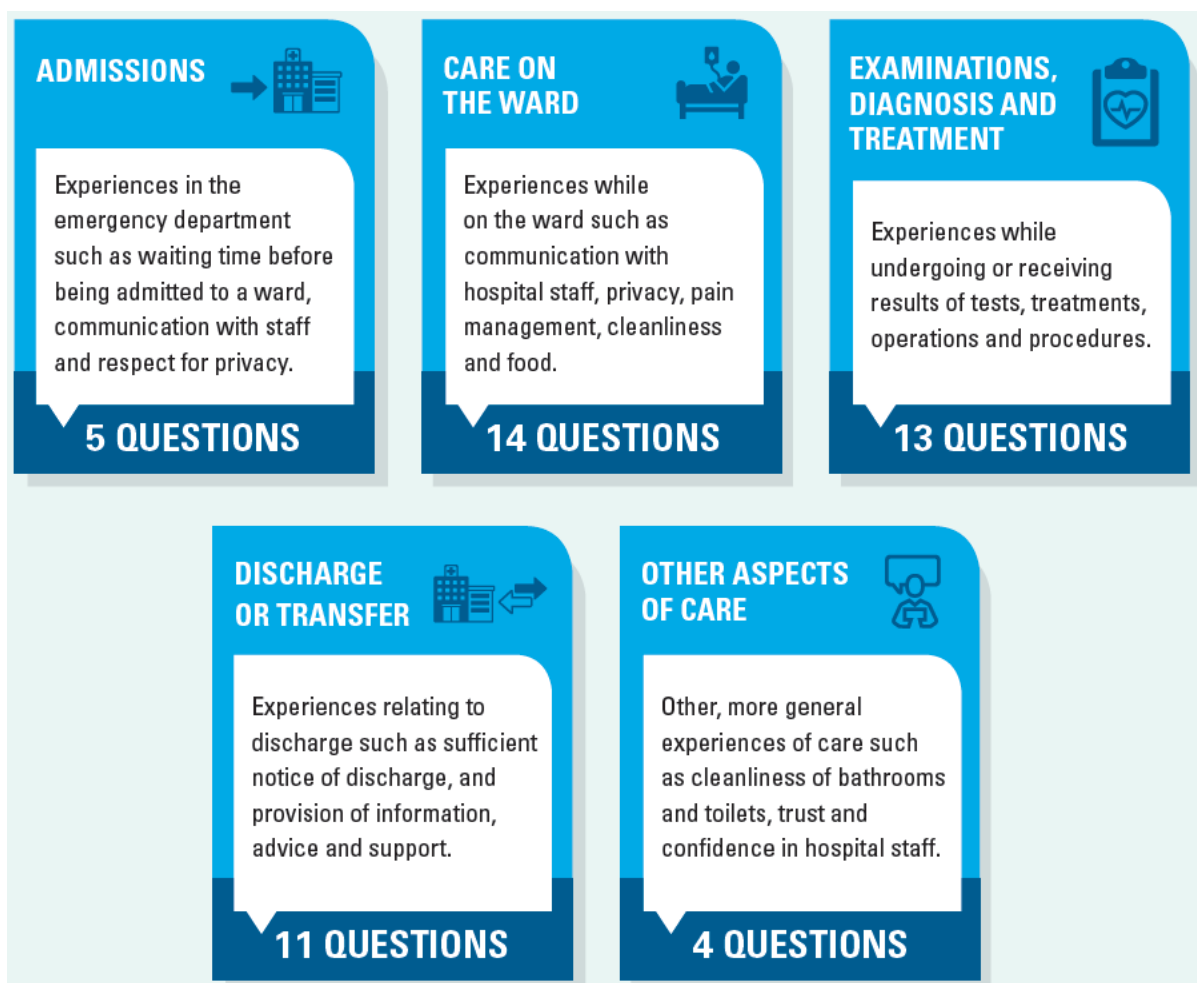 ADMISSIONS
Experiences in the
emergency department
such as waiting time before
being admitted to a ward,
communication with staff
and respect for privacy.
5 QUESTIONS
CARE ON
THE WARD
Experiences while
on the ward such as
communication with
hospital staff, privacy, pain
management, cleanliness
and food.
14 QUESTIONS
EXAMINATIONS,
DIAGNOSIS AND
TREATMENT
Experiences while
undergoing or receiving
results of tests, treatments,
operations and procedures.
13 QUESTIONS
DISCHARGE
OR TRANSFER
Experiences relating to
discharge such as sufficient
notice of discharge, and
provision of information,
advice and support.
11 QUESTIONS
OTHER ASPECTS
OF CARE
Other, more general
experiences of care such
as cleanliness of bathrooms
and toilets, trust and
confidence in hospital staff.
4 QUESTIONS